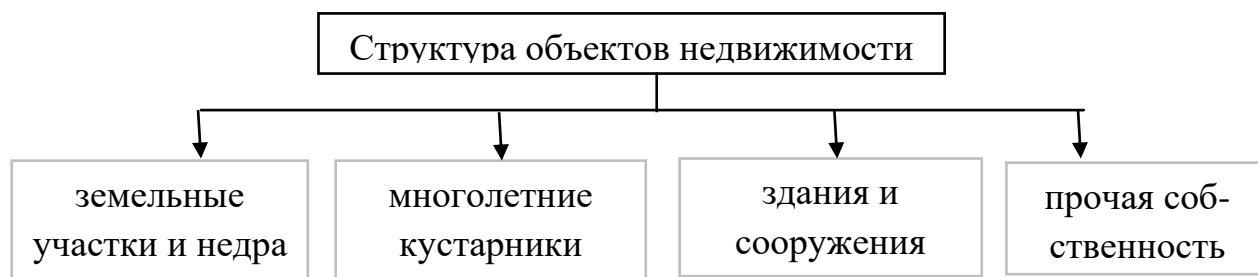 Структура объектов недвижимости
земельные
участки и недра
многолетние
кустарники
здания и
сооружения
прочая соб-
ственность